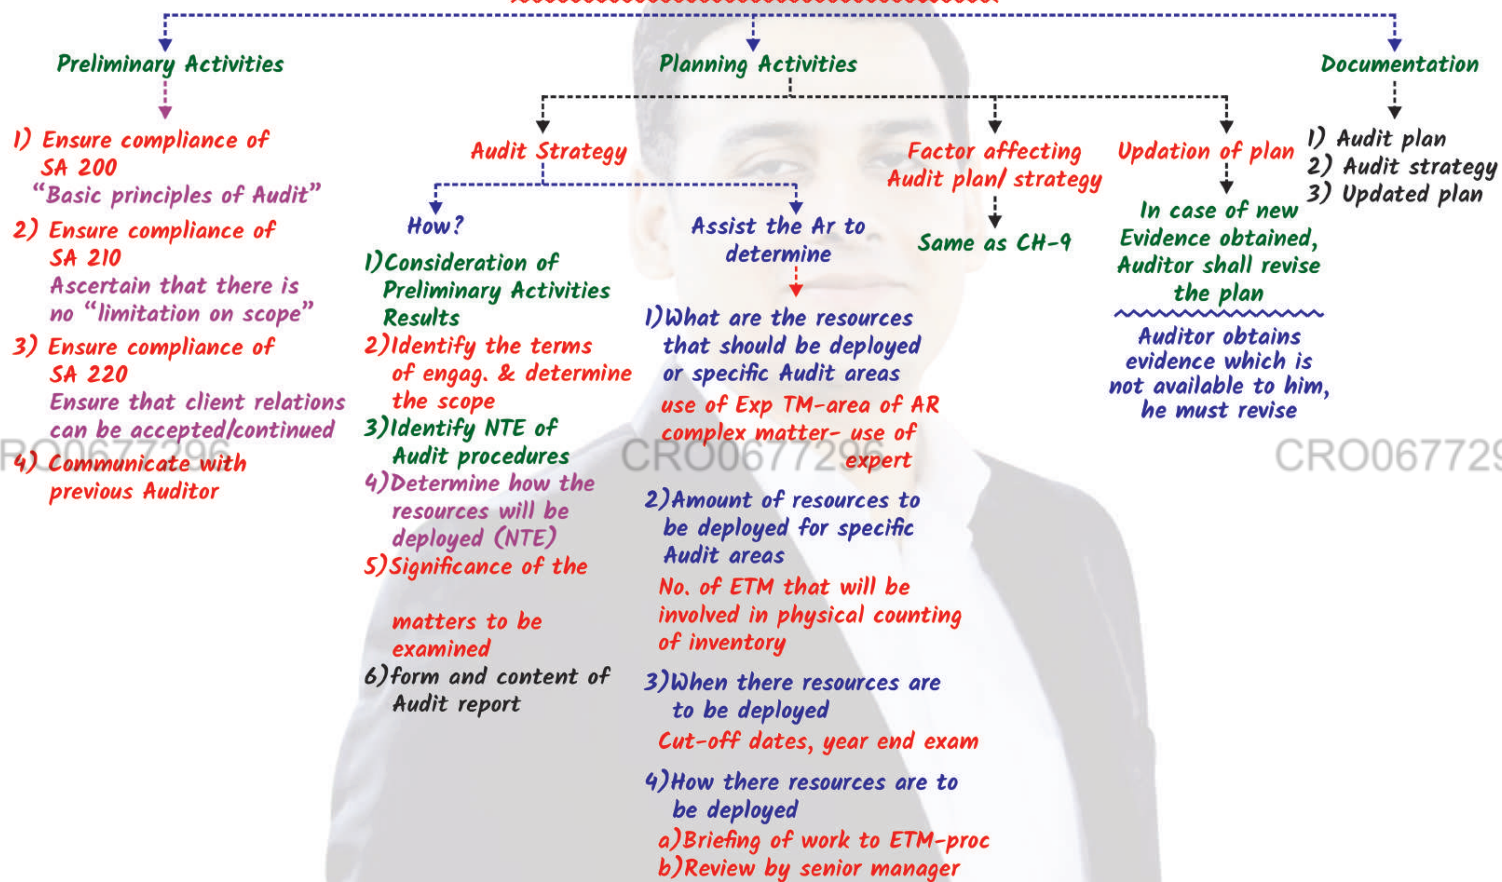 Preliminary Activities
1) Ensure compliance of
SA 200
“Basic principles of Audit”
2) Ensure compliance of
SA 210
Ascertain that there is
no “limitation on scope”
3) Ensure compliance of
SA 220
Ensure that client relations
can be accepted/continued
4) Communicate with
previous Auditor
Planning Activities
Audit Strategy
How?
1)Consideration of
Preliminary Activities
Results
2)Identify the terms
of engag. & determine
the scope
3)Identify NTE of
Audit procedures
4)Determine how the
resources will be
deployed (NTE)
5)Significance of the
matters to be
examined
6)form and content of
Audit report
Assist the Ar to
determine
1)What are the resources
that should be deployed
or specific Audit areas
use of Exp TM-area of AR
complex matter- use of
expert
2)Amount of resources to
be deployed for specific
Audit areas
No. of ETM that will be
involved in physical counting
of inventory
3)When there resources are
to be deployed
Cut-off dates, year end exam
4)How there resources are to
be deployed
a)Briefing of work to ETM-proc
b)Review by senior manager
Factor affecting
Audit plan/ strategy
Same as CH-9
Updation of plan
In case of new
Evidence obtained,
Auditor shall revise
the plan
Auditor obtains
evidence which is
not available to him,
he must revise
Documentation
1) Audit plan
2) Audit strategy
3) Updated plan
CRO0677296